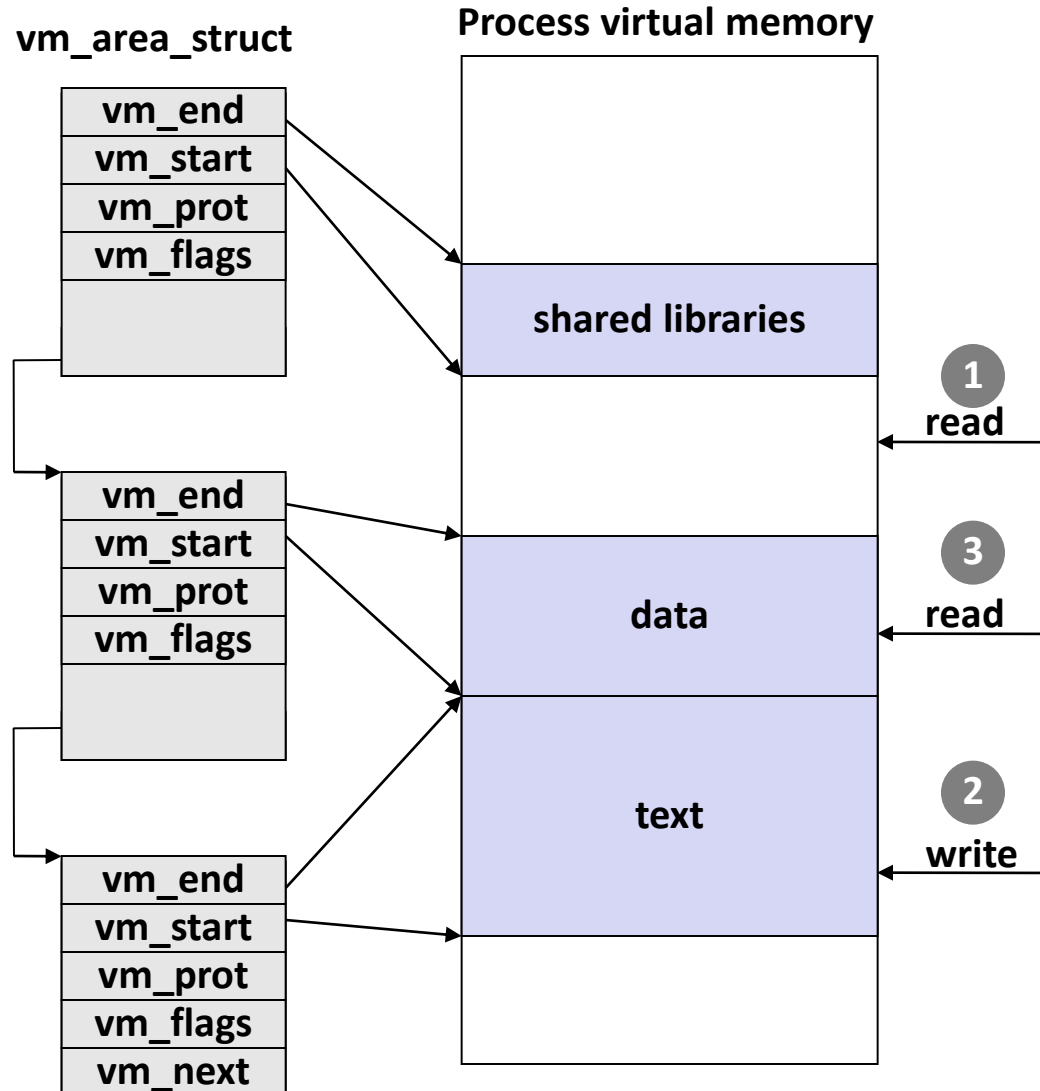 Process virtual memory
vm_area_struct
vm_end
vm_start
vm_prot
vm_flags
shared libraries
1
read
vm_end
vm_start
vm_prot
vm_flags
data
3
read
text
2
write
vm_end
vm_start
vm_prot
vm_flags
vm_next